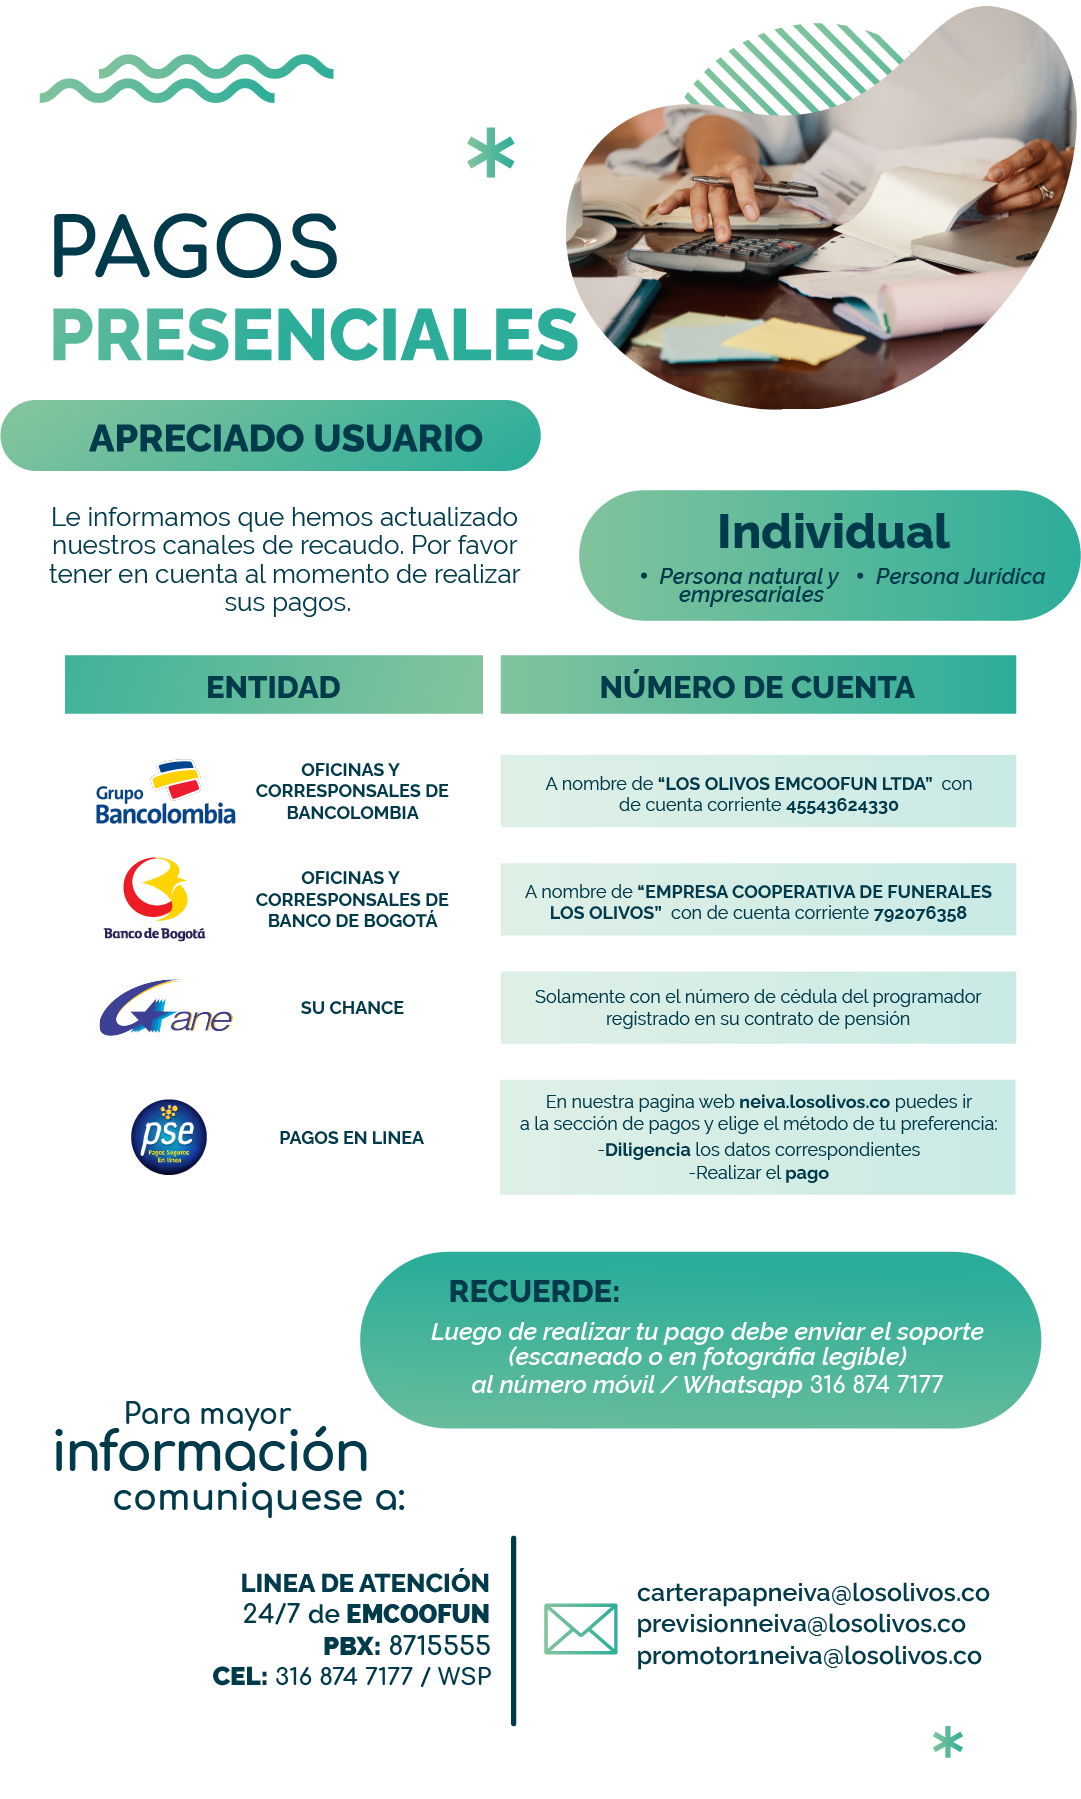 PAGOS
PRESENCIALES
APRECIADO USUARIO
Le informamos que hemos actualizado
nuestros canales de recaudo. Por favor
tener en cuenta al momento de realizar
sus pagos.
Individual
• Persona natural y
empresariales
• Persona Jurídica
ENTIDAD
NÚMERO DE CUENTA
Grupo
Bancolombia
OFICINAS Y
CORRESPONSALES DE
BANCOLOMBIA
A nombre de “LOS OLIVOS EMCOOFUN LTDA” con
de cuenta corriente 45543624330
Banco de Bogotá
OFICINAS Y
CORRESPONSALES DE
BANCO DE BOGOTÁ
A nombre de “EMPRESA COOPERATIVA DE FUNERALES
LOS OLIVOS” con de cuenta corriente 792076358
Gane
SU CHANCE
Solamente con el número de cédula del programador
registrado en su contrato de pensión
pse
Pagos Seguros
En línea
PAGOS EN LINEA
En nuestra pagina web neiva.losolivos.co puedes ir
a la sección de pagos y elige el método de tu preferencia:
-Diligencia los datos correspondientes
-Realizar el pago
RECUERDE:
Luego de realizar tu pago debe enviar el soporte
(escaneado o en fotográfia legible)
al número móvil / Whatsapp 316 874 7177
Para mayor
información
comuniquese a:
LINEA DE ATENCIÓN
24/7 de EMCOOFUN
PBX: 8715555
CEL: 316 874 7177 / WSP
carterapapneiva@losolivos.co
previsionneiva@losolivos.co
promotor1neiva@losolivos.co